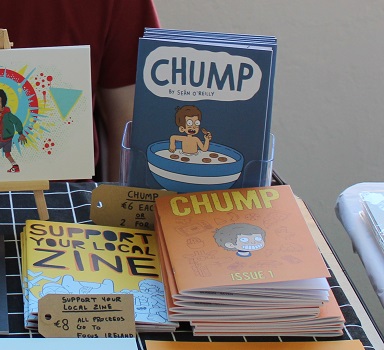 CHUMP
BY SEÁN O'REILLY
CHUMP
€6 EACH
OR
2 FOR
CHUMP
ISSUE 1
SUPPORT
YOUR LOCAL
ZINE
SUPPORT YOUR
LOCAL ZINE
€8 ALL PROCEEDS
GO TO
FOCUS IRELAND